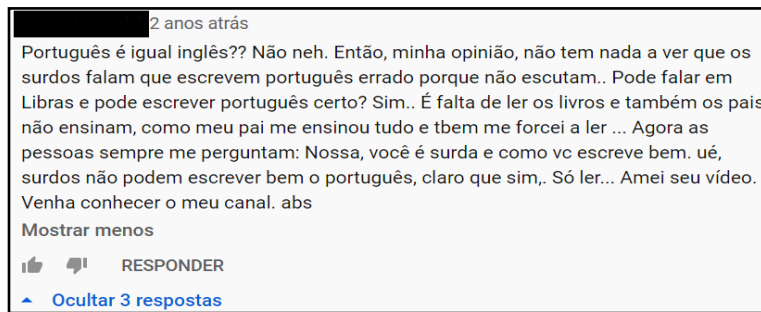 2 anos atrás
Português é igual inglês?? Não neh. Então, minha opinião, não tem nada a ver que os
surdos falam que escrevem português errado porque não escutam.. Pode falar em
Libras e pode escrever português certo? Sim.. É falta de ler os livros e também os pais
não ensinam, como meu pai me ensinou tudo e tbem me forcei a ler ... Agora as
pessoas sempre me perguntam: Nossa, você é surda e como vc escreve bem. ué,
surdos não podem escrever bem o português, claro que sim,. Só ler... Amei seu vídeo.
Venha conhecer o meu canal. abs
Mostrar menos
RESPONDER
Ocultar 3 respostas